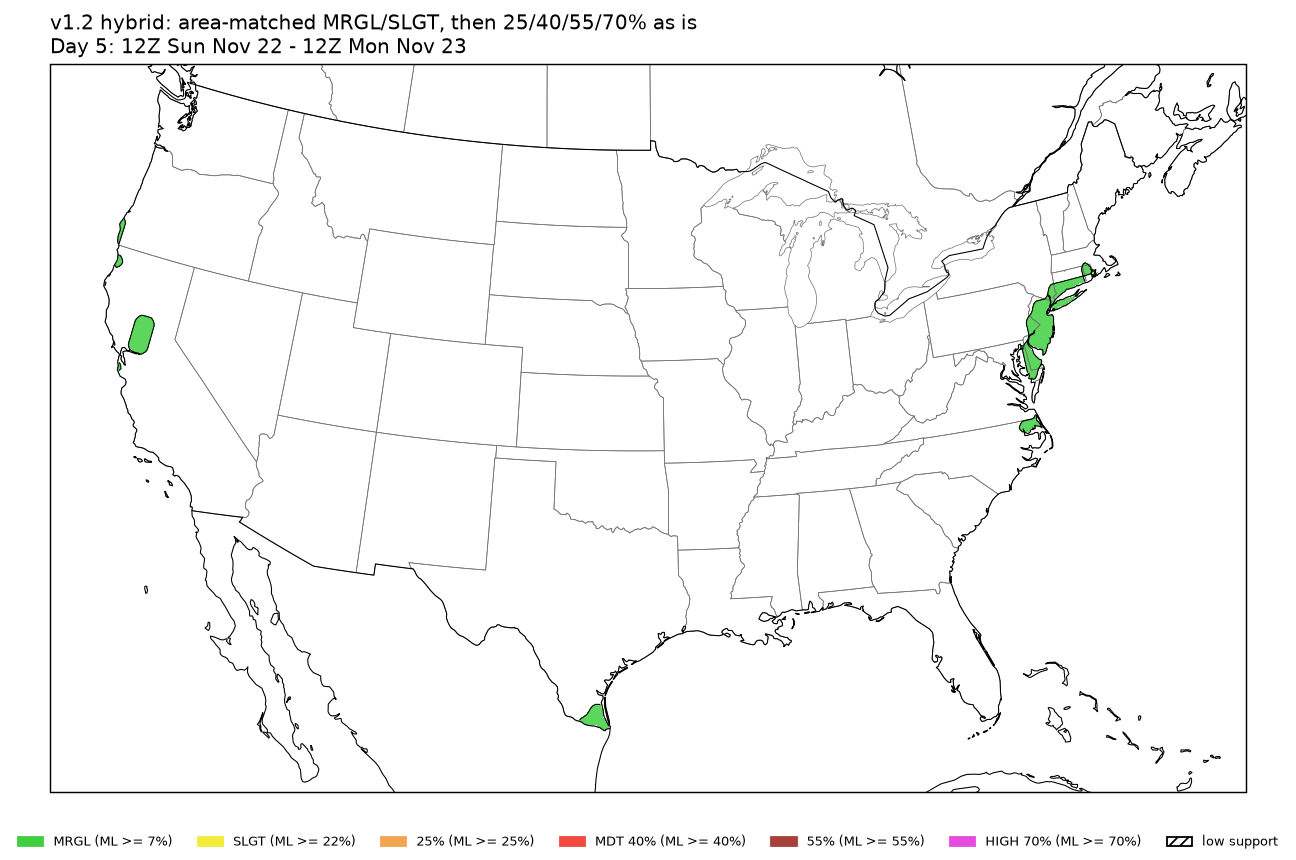 v1.2 hybrid: area-matched MRGL/SLGT, then 25/40/55/70% as is
Day 5: 12Z Sun Nov 22 - 12Z Mon Nov 23
MRGL (ML >= 7%) SLGT (ML >= 22%) 25% (ML >= 25%) MDT 40% (ML >= 40%) 55% (ML >= 55%) HIGH 70% (ML >= 70%) low support